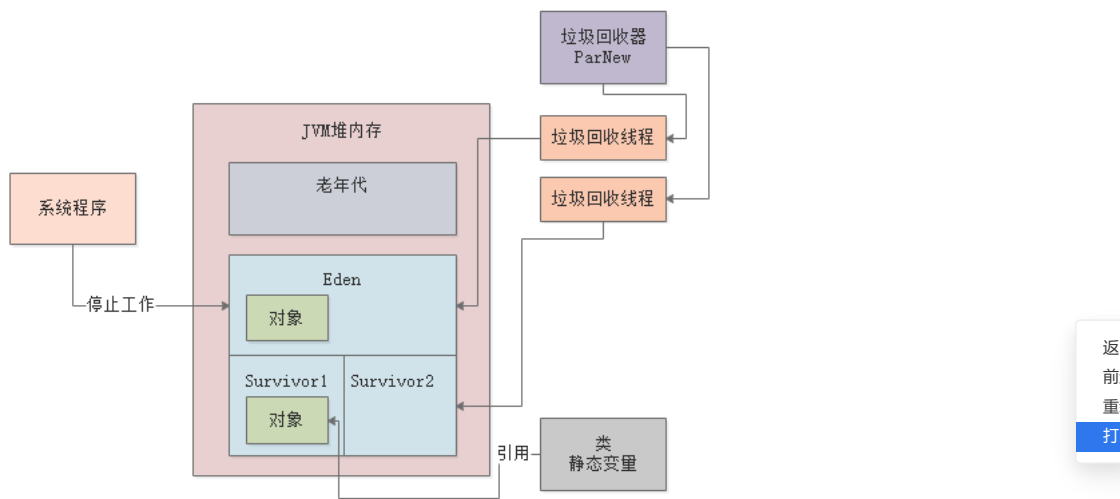 垃圾回收器
ParNew
JVM堆内存
垃圾回收线程
老年代
垃圾回收线程
系统程序
Eden
停止工作
对象
Survivor1
Survivor2
对象
类
静态变量
引用
返
前
重
打